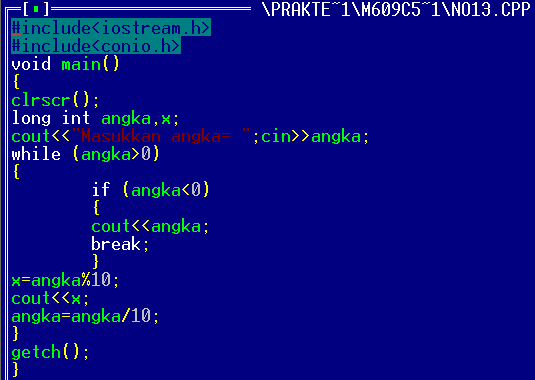 [▪] \PRAKTE~1\M609C5~1\NO13.CPP
#include<iostream.h>
#include<conio.h>
void main()
{
clrscr();
long int angka,x;
cout<<"Masukkan angka= ";cin>>angka;
while (angka>0)
{
if (angka<0)
{
cout<<angka;
break;
}
x=angka%10;
cout<<x;
angka=angka/10;
}
getch();
}